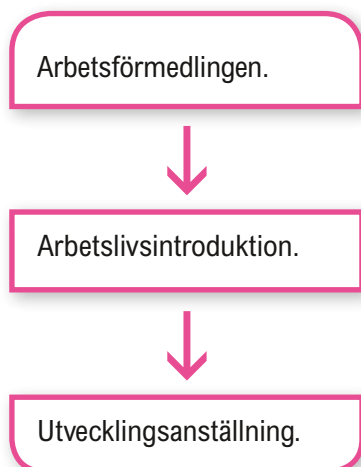 Arbetsförmedlingen.
Arbetslivsintroduktion.
Utvecklingsanställning.